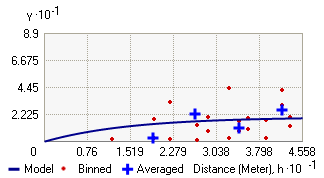 γ·10⁻¹
8.9
6.675
4.45
2.225
0
0 0.76 1.519 2.279 3.038 3.798 4.558
Model Binned Averaged Distance (Meter), h·10⁻¹